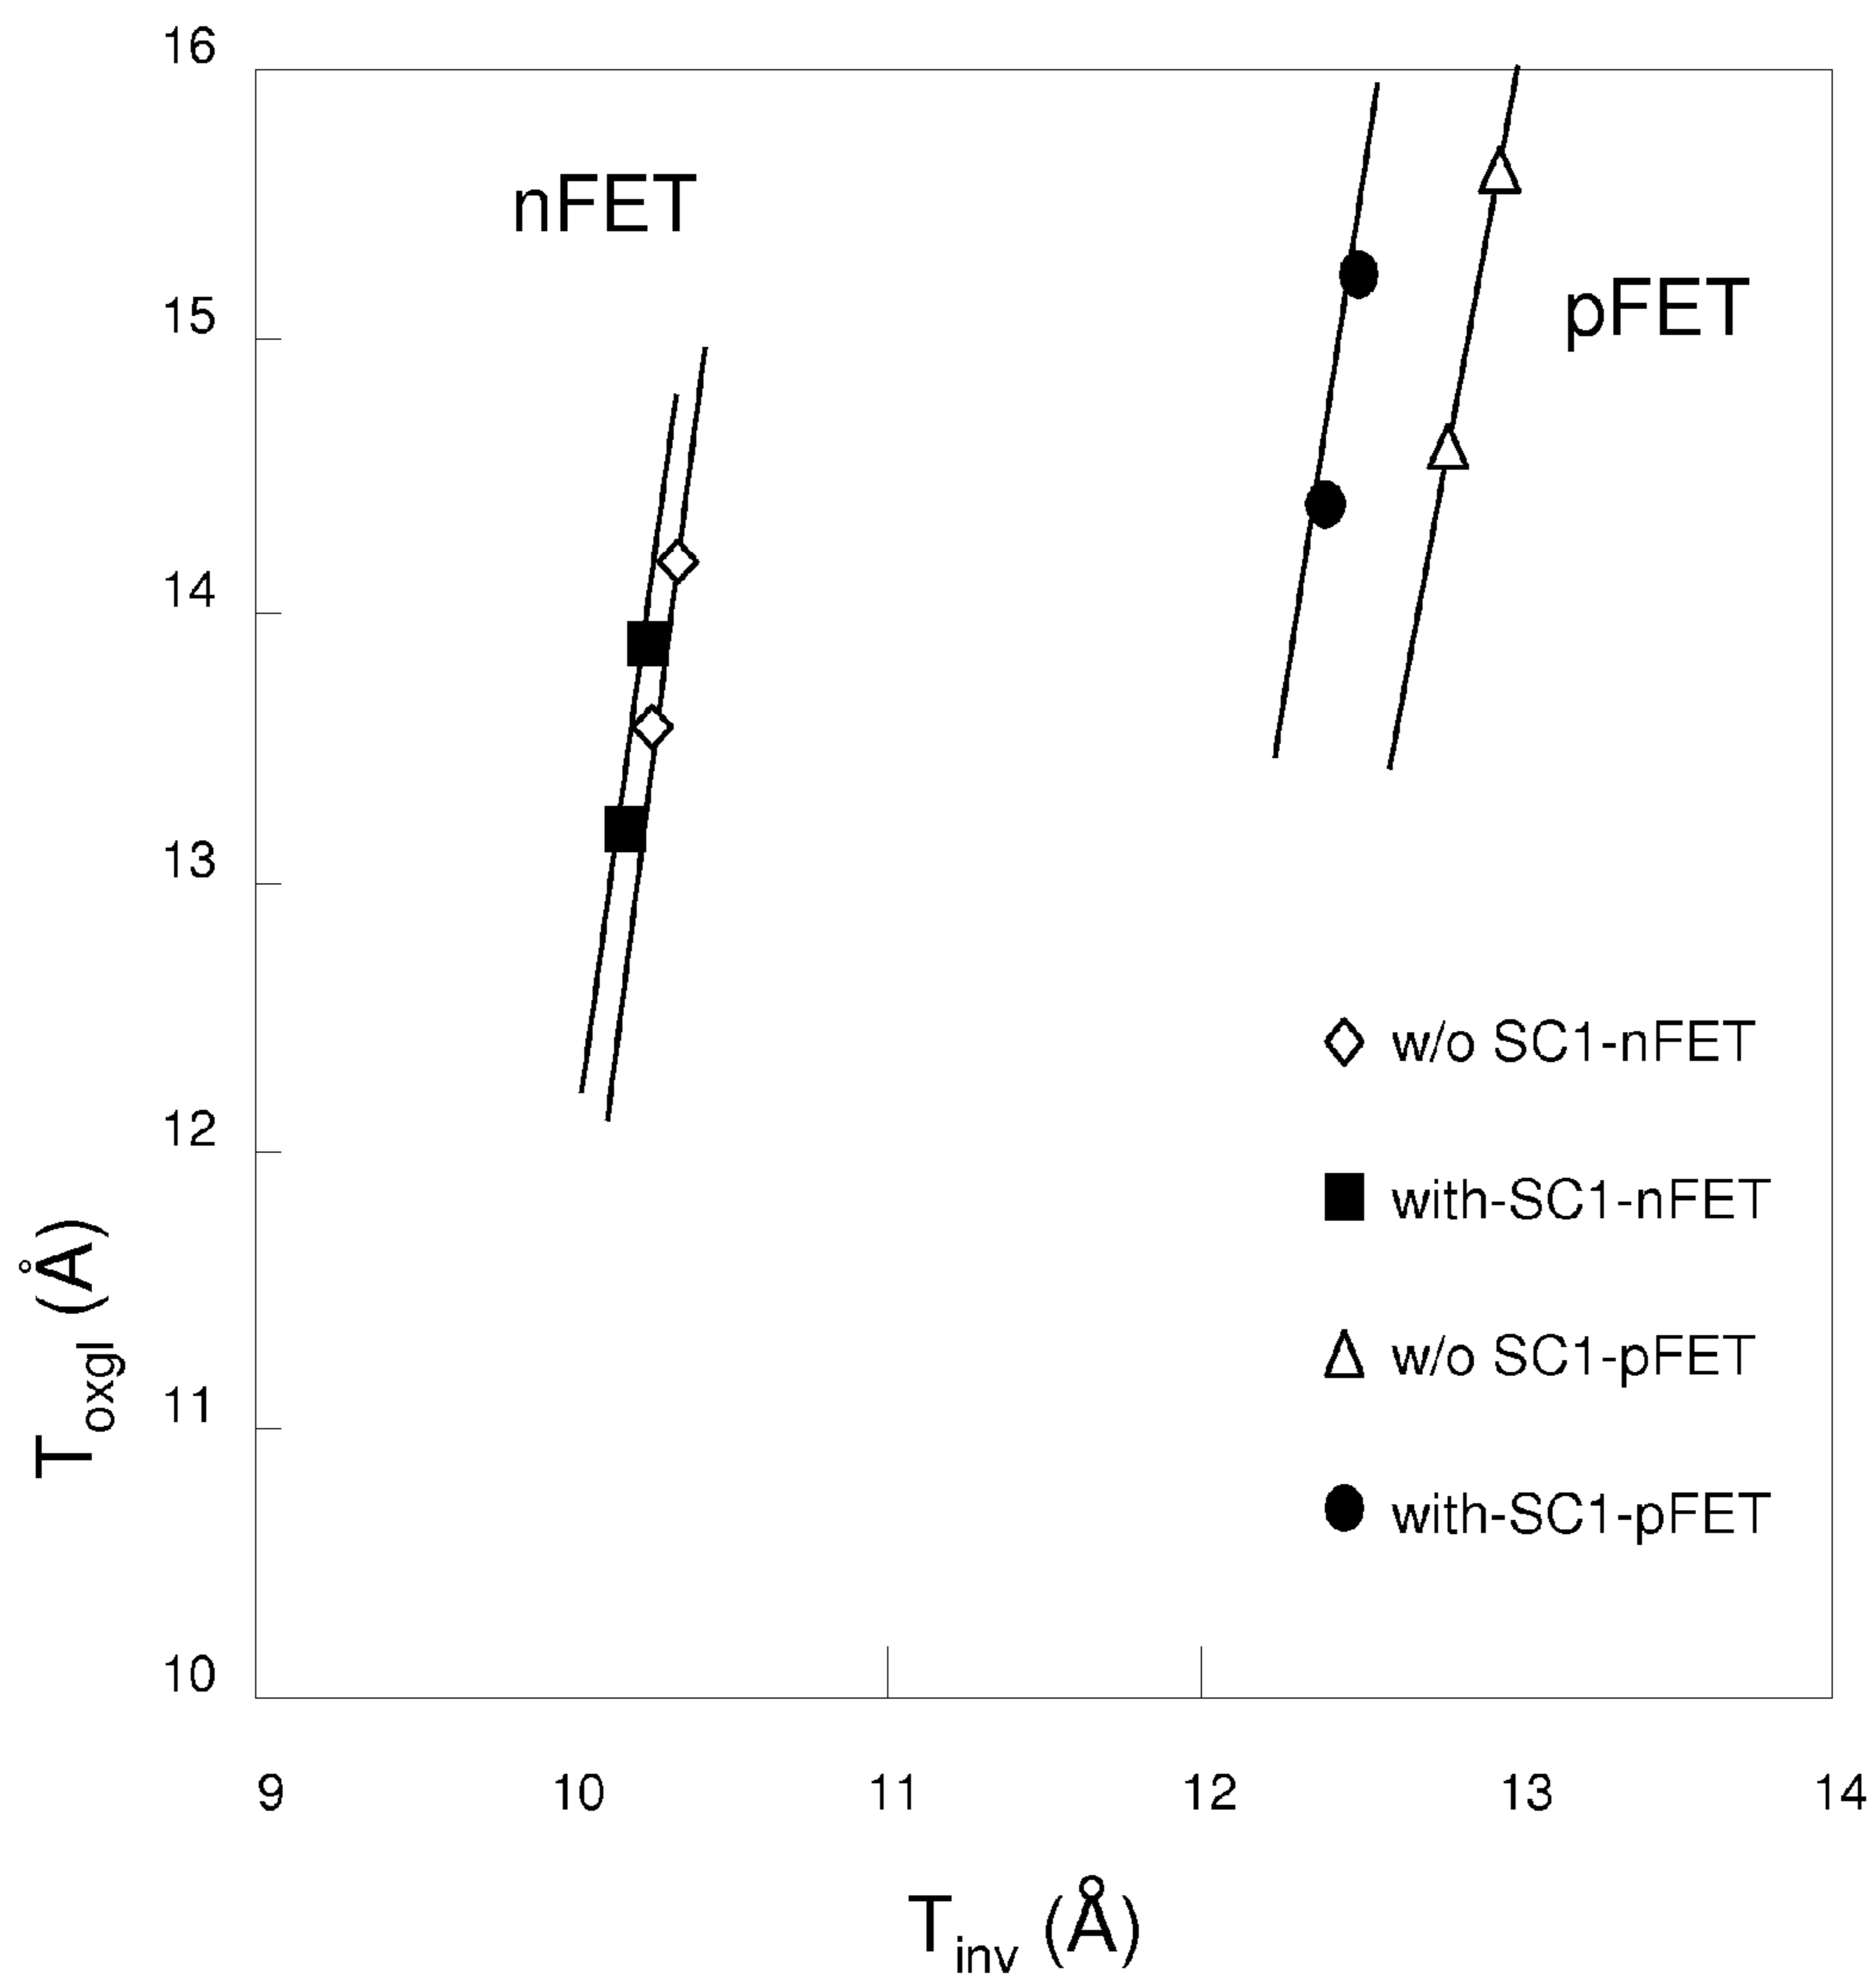 16
nFET
15
pFET
14
13
w/o SC1-nFET
12
with-SC1-nFET
Toxgl (Å)
w/o SC1-pFET
11
with-SC1-pFET
10
9 10 11 12 13 14
Tinv (Å)